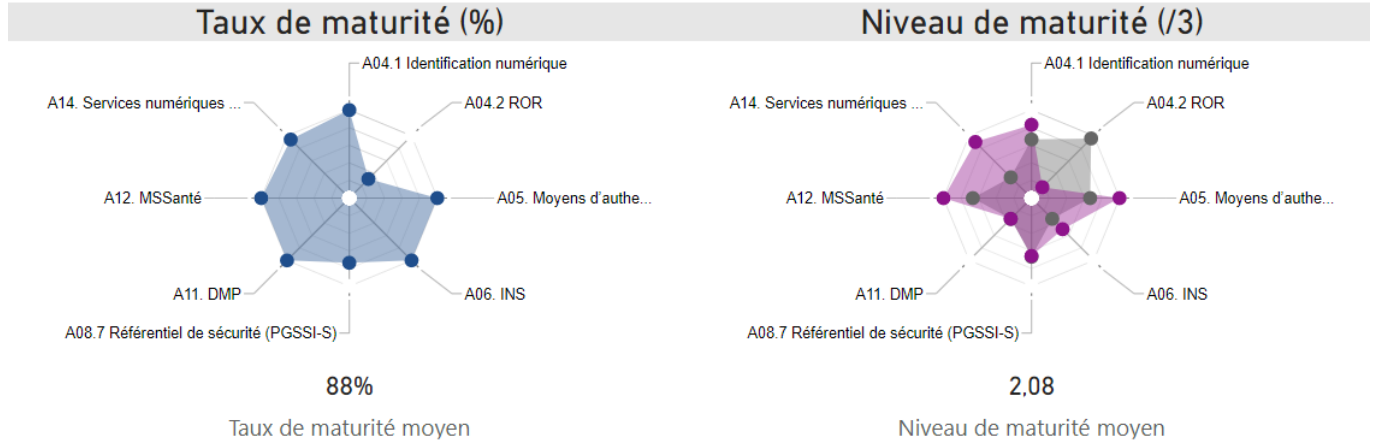 Taux de maturité (%)
A04.1 Identification numérique
A14. Services numériques ...
A04.2 ROR
A12. MSSanté
A05. Moyens d'authe...
A11. DMP
A06. INS
A08.7 Référentiel de sécurité (PGSSI-S)
88%
Taux de maturité moyen
Niveau de maturité (/3)
A04.1 Identification numérique
A14. Services numériques ...
A04.2 ROR
A12. MSSanté
A05. Moyens d'authe...
A11. DMP
A06. INS
A08.7 Référentiel de sécurité (PGSSI-S)
2,08
Niveau de maturité moyen